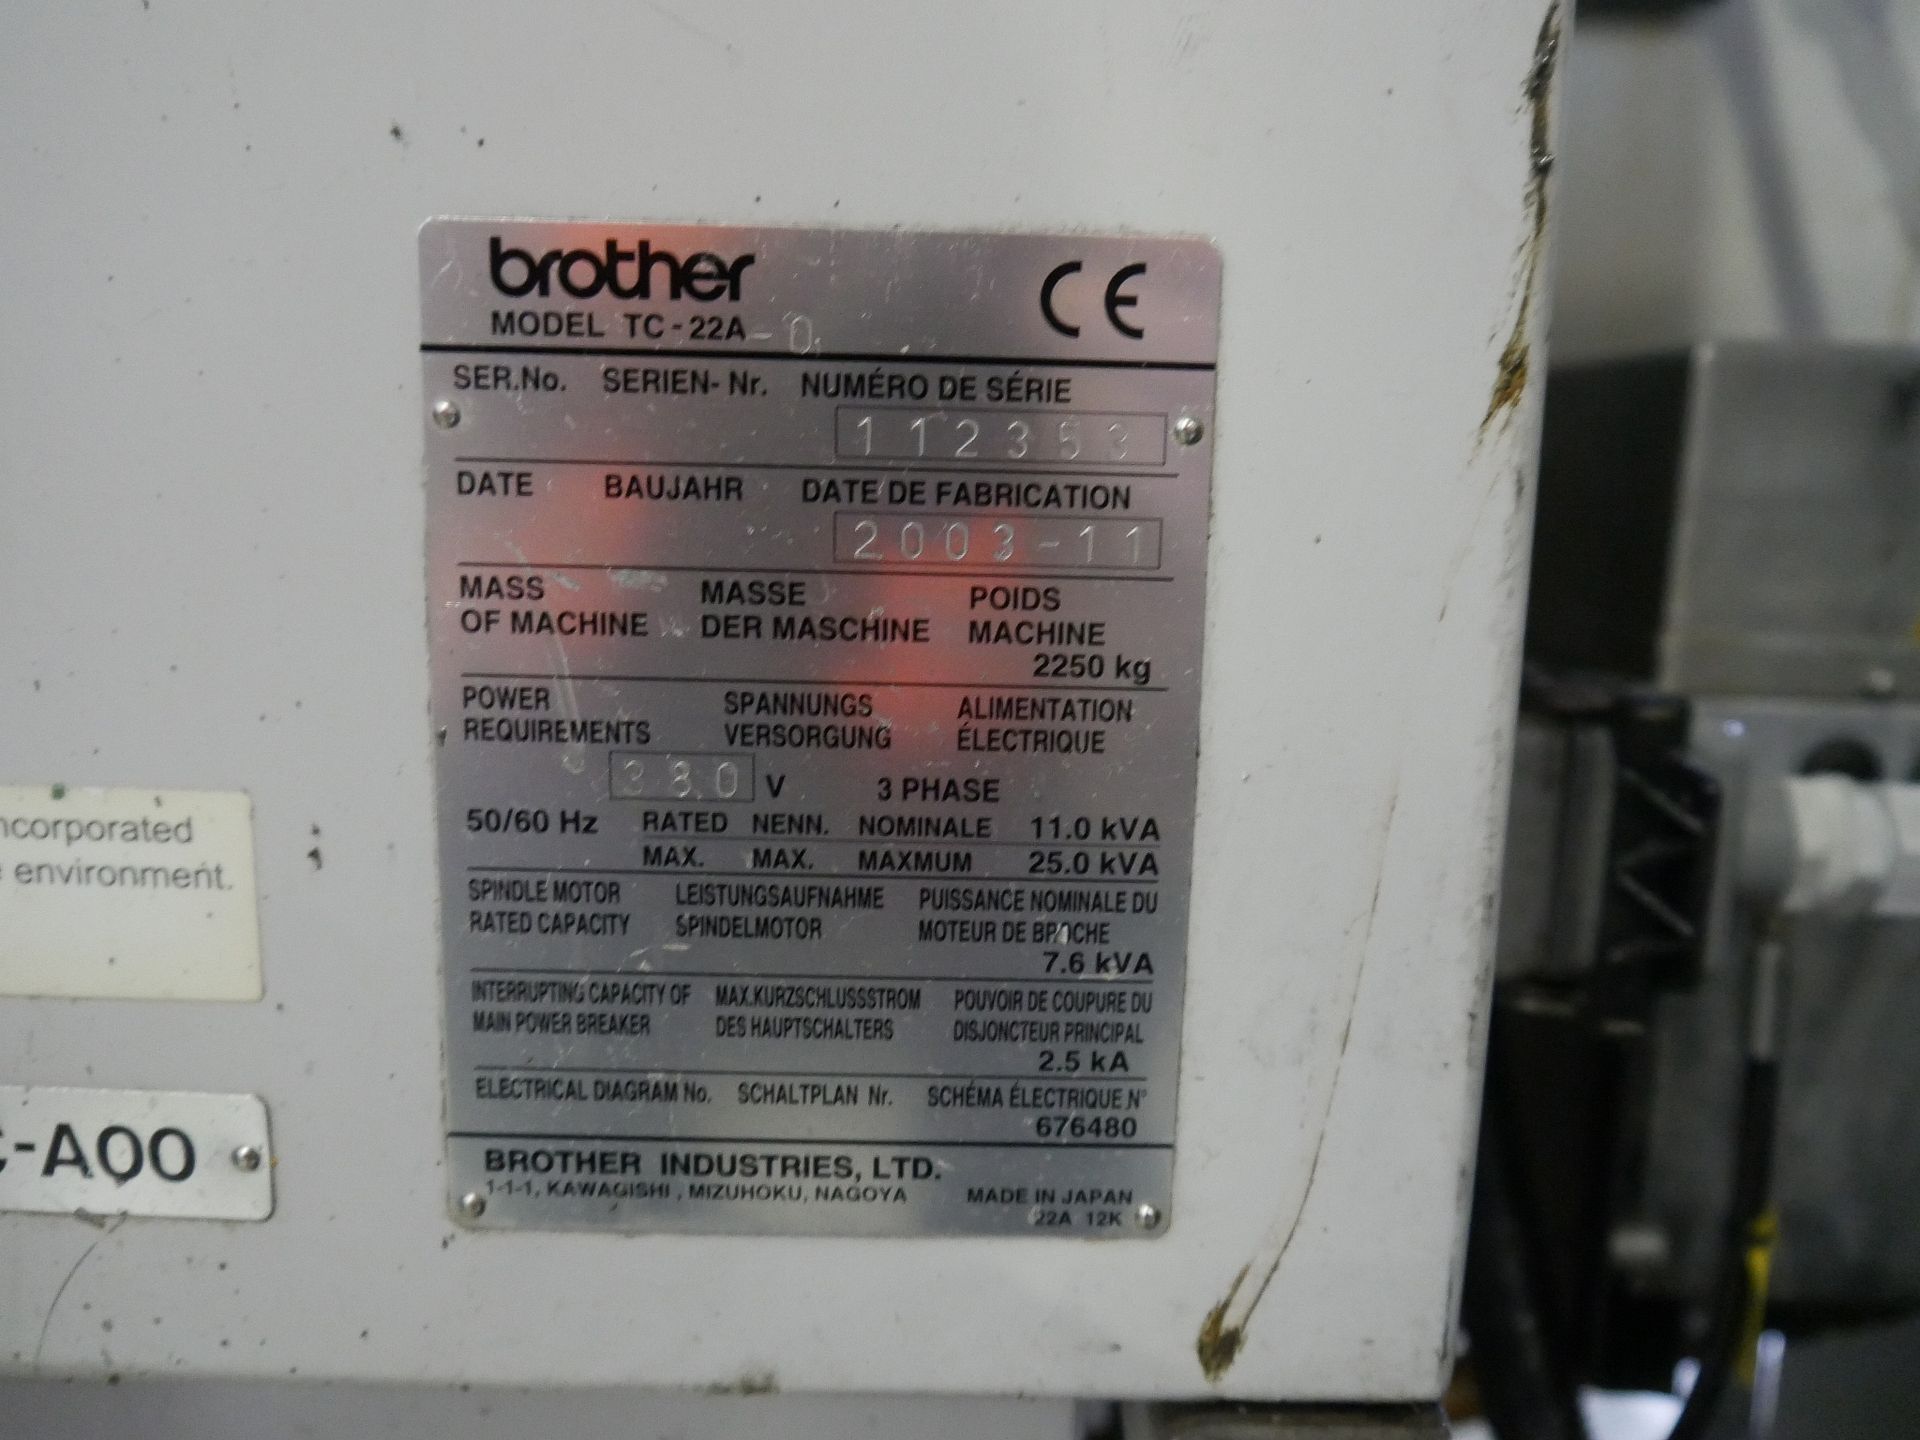 brother CE
MODEL TC-22A-0
SER.No. SERIEN-Nr. NUMÉRO DE SÉRIE
112353
DATE BAUJAHR DATE DE FABRICATION
2003-11
MASS MASSE POIDS
OF MACHINE DER MASCHINE MACHINE
2250 kg
POWER SPANNUNGS ALIMENTATION
REQUIREMENTS VERSORGUNG ÉLECTRIQUE
380 V 3 PHASE
50/60 Hz RATED NENN. NOMINALE 11.0 kVA
MAX. MAX. MAXMUM 25.0 kVA
SPINDLE MOTOR LEISTUNGSAUFNAHME PUISSANCE NOMINALE DU
RATED CAPACITY SPINDELMOTOR MOTEUR DE BROCHE
7.6 kVA
INTERRUPTING CAPACITY OF MAX.KURZSCHLUSSSTROM POUVOIR DE COUPURE DU
MAIN POWER BREAKER DES HAUPTSCHALTERS DISJONCTEUR PRINCIPAL
2.5 kA
ELECTRICAL DIAGRAM No. SCHALTPLAN Nr. SCHÉMA ÉLECTRIQUE N°
676480
BROTHER INDUSTRIES, LTD.
1-1-1, KAWAGISHI, MIZUHOKU, NAGOYA MADE IN JAPAN
22A 12K
ncorporated
e environment.
-A00